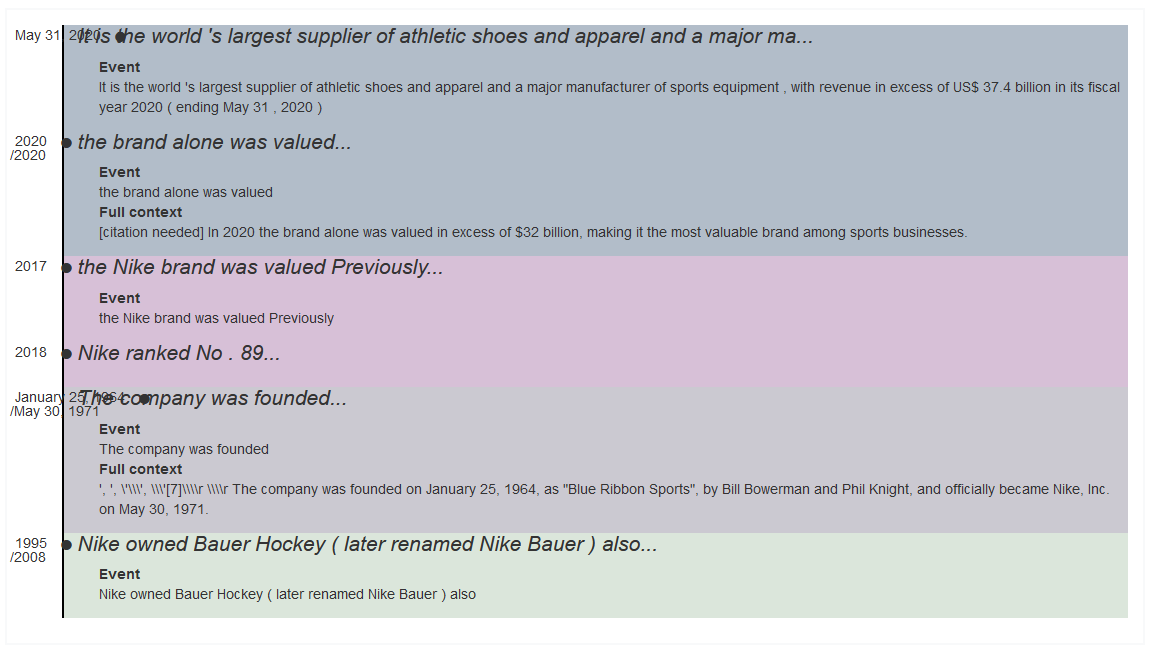 May 31, 2020 It is the world 's largest supplier of athletic shoes and apparel and a major ma...
Event
It is the world 's largest supplier of athletic shoes and apparel and a major manufacturer of sports equipment , with revenue in excess of US$ 37.4 billion in its fiscal
year 2020 ( ending May 31 , 2020 )
2020
/2020
the brand alone was valued...
Event
the brand alone was valued
Full context
[citation needed] In 2020 the brand alone was valued in excess of $32 billion, making it the most valuable brand among sports businesses.
2017 the Nike brand was valued Previously...
Event
the Nike brand was valued Previously
2018 Nike ranked No . 89...
January 25, 1964
/May 30, 1971
The company was founded...
Event
The company was founded
Full context
', ', \'\\\', \\\'[7]\\\\r \\\\r The company was founded on January 25, 1964, as "Blue Ribbon Sports", by Bill Bowerman and Phil Knight, and officially became Nike, Inc.
on May 30, 1971.
1995
/2008
Nike owned Bauer Hockey ( later renamed Nike Bauer ) also...
Event
Nike owned Bauer Hockey ( later renamed Nike Bauer ) also